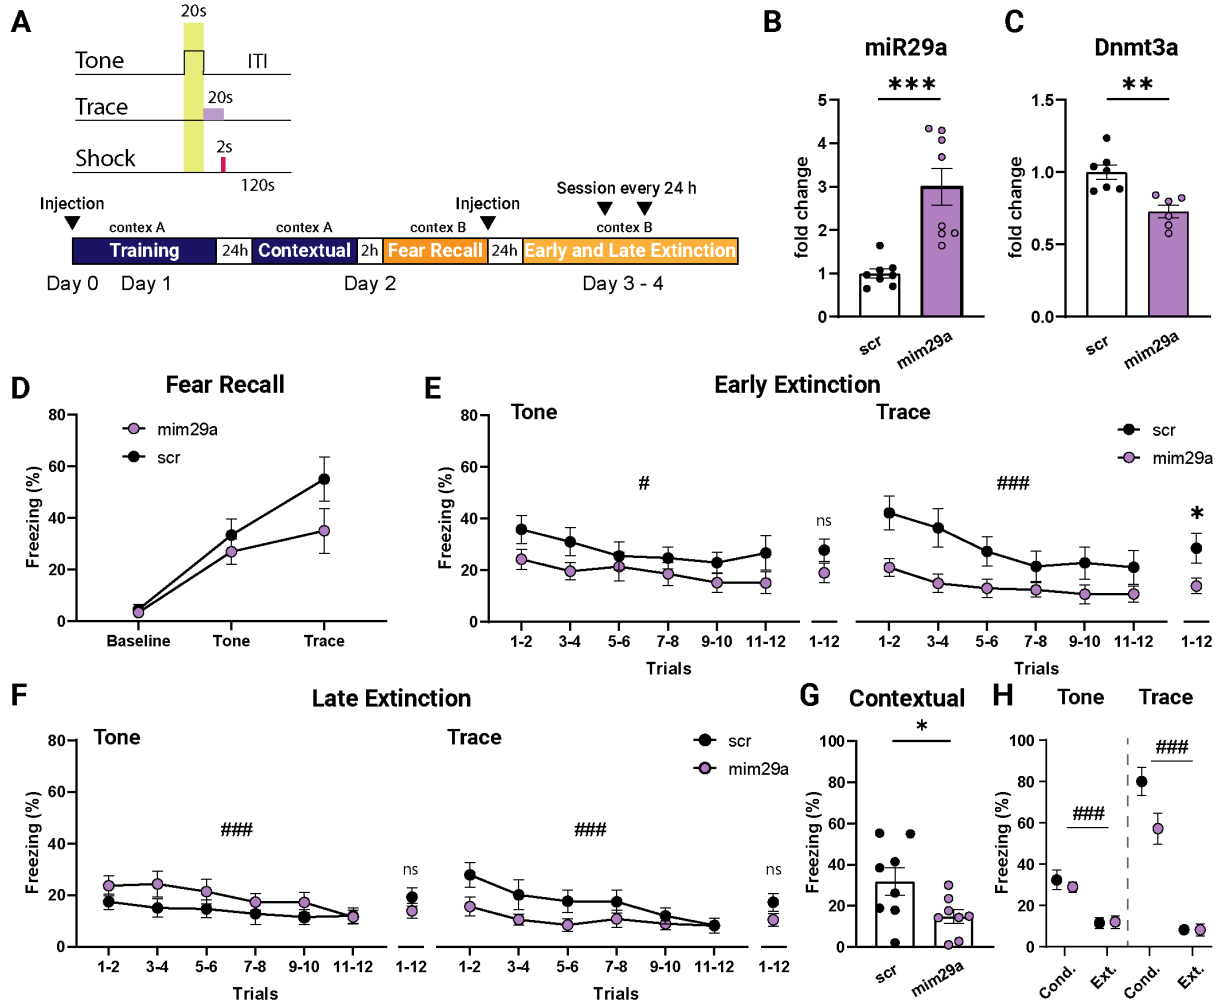 A
20s
Tone
ITI
20s
Trace
2s
Shock
120s
Injection
Injection
Session every 24 h
contex A
contex A
contex B
contex B
Training
24h
Contextual
2h
Fear Recall
24h
Early and Late Extinction
Day 0
Day 1
Day 2
Day 3 - 4
B
miR29a
***
fold change
5
4
3
2
1
0
scr
mim29a
C
Dnmt3a
**
fold change
1.5
1.0
0.5
0.0
scr
mim29a
D
Fear Recall
Freezing (%)
80
60
40
20
0
mim29a
scr
Baseline
Tone
Trace
E
Early Extinction
Tone
Trace
Freezing (%)
80
60
40
20
0
#
ns
###
*
scr
mim29a
1-2
3-4
5-6
7-8
9-10
11-12
1-12
1-2
3-4
5-6
7-8
9-10
11-12
1-12
Trials
Trials
F
Late Extinction
Tone
Trace
Freezing (%)
80
60
40
20
0
###
ns
###
ns
scr
mim29a
1-2
3-4
5-6
7-8
9-10
11-12
1-12
1-2
3-4
5-6
7-8
9-10
11-12
1-12
Trials
Trials
G
Contextual
*
Freezing (%)
100
80
60
40
20
0
scr
mim29a
H
Tone
Trace
Freezing (%)
100
80
60
40
20
0
###
###
Cond.
Ext.
Cond.
Ext.